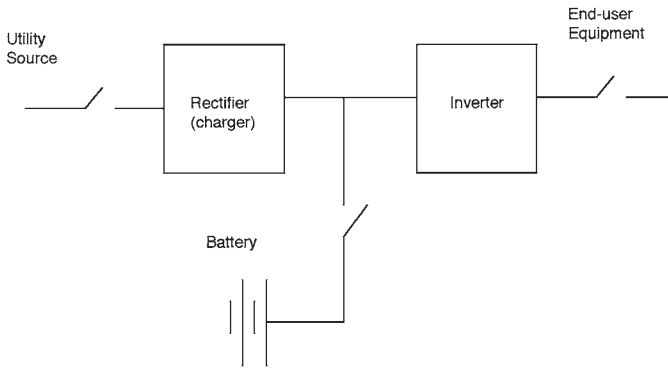 Utility
Source
Rectifier
(charger)
Inverter
End-user
Equipment
Battery